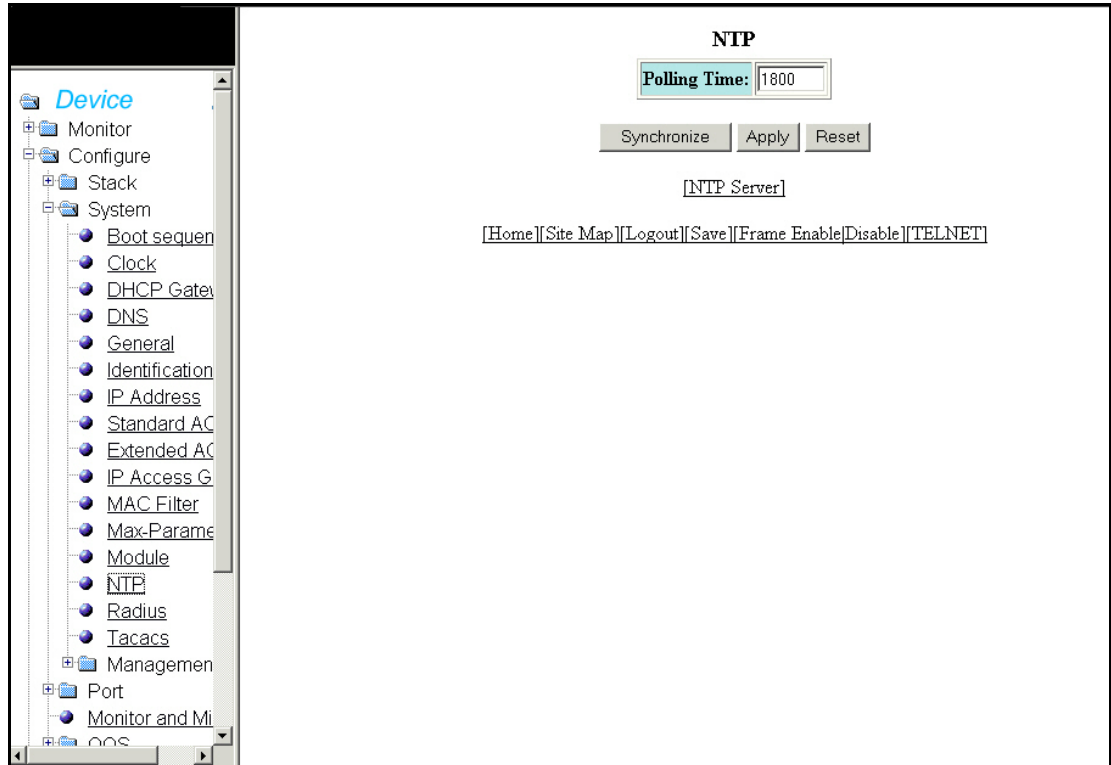 Device
Monitor
Configure
Stack
System
Boot sequen
Clock
DHCP Gate
DNS
General
Identification
IP Address
Standard AC
Extended AC
IP Access G
MAC Filter
Max-Parame
Module
NTP
Radius
Tacacs
Managemen
Port
Monitor and Mi
QOS
NTP
Polling Time: 1800
Synchronize Apply Reset
[NTP Server]
[Home][Site Map][Logout][Save][Frame Enable|Disable][TELNET]